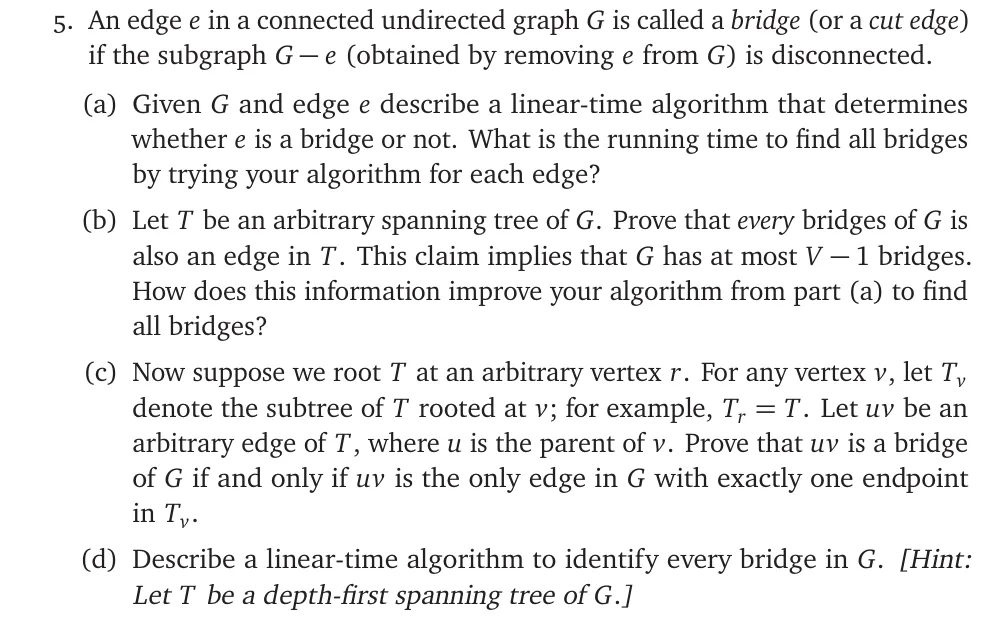 5. An edge e in a connected undirected graph G is called a bridge (or a cut edge)
if the subgraph G — e (obtained by removing e from G) is disconnected.
(a) Given G and edge e describe a linear-time algorithm that determines
whether e is a bridge or not. What is the running time to find all bridges
by trying your algorithm for each edge?
(b) Let T be an arbitrary spanning tree of G. Prove that every bridges of G is
also an edge in T. This claim implies that G has at most V − 1 bridges.
How does this information improve your algorithm from part (a) to find
all bridges?
(c) Now suppose we root T at an arbitrary vertex r. For any vertex v, let Tᵥ
denote the subtree of T rooted at v; for example, Tᵣ = T. Let uv be an
arbitrary edge of T, where u is the parent of v. Prove that uv is a bridge
of G if and only if uv is the only edge in G with exactly one endpoint
in Tᵥ.
(d) Describe a linear-time algorithm to identify every bridge in G. [Hint:
Let T be a depth-first spanning tree of G.]